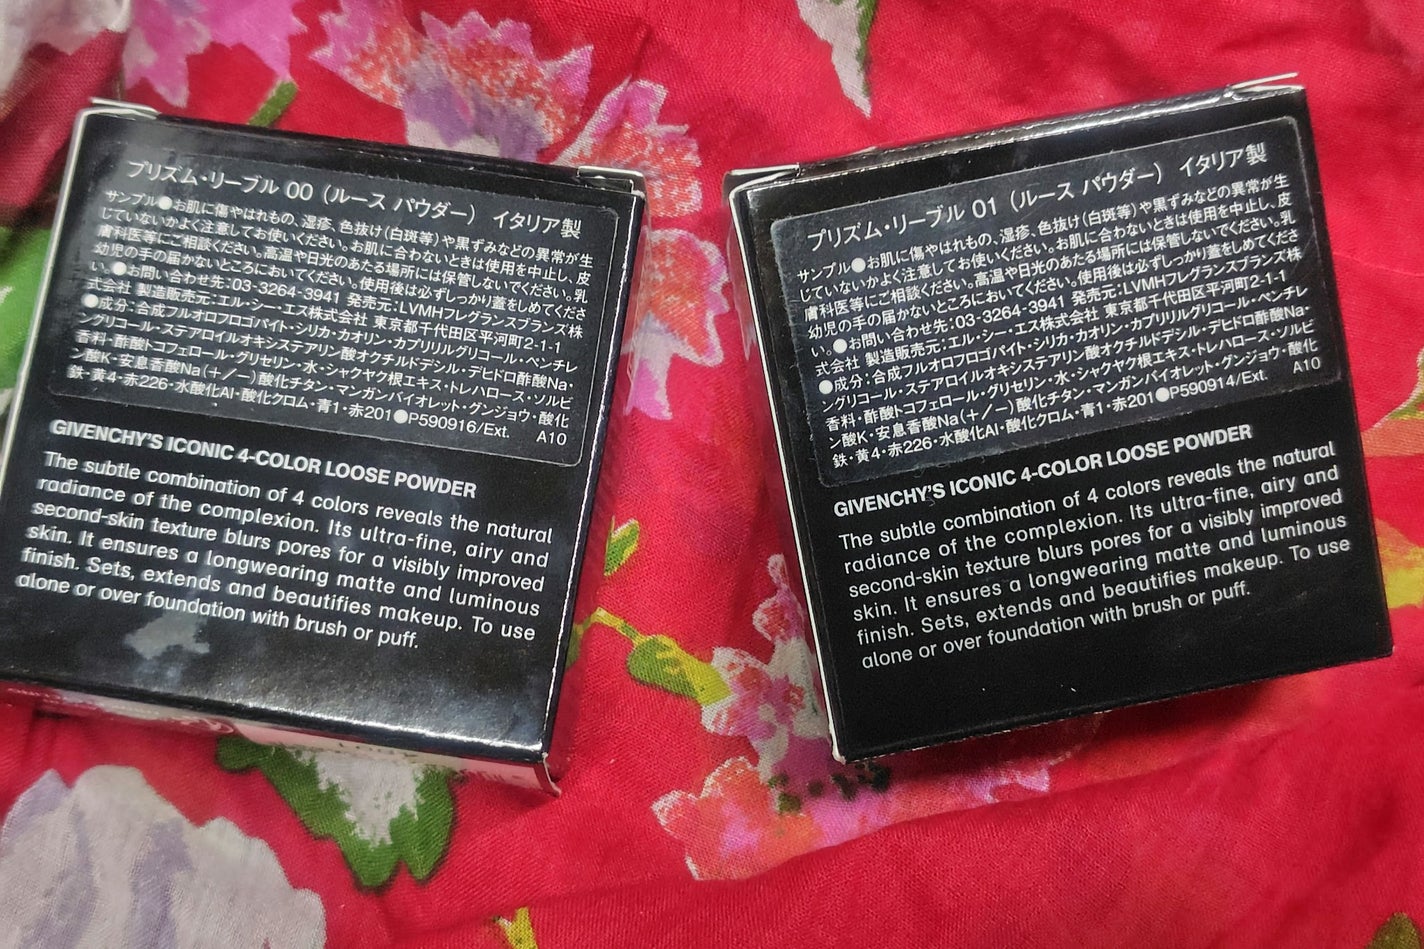 プリズム・リーブル 00 (ルース パウダー) イタリア製
サンプル●お肌に傷やはれもの、湿疹、色抜け(白斑等)や黒ずみなどの異常が生
じていないかよく注意してお使いください。お肌に合わないときは使用を中止し、皮
膚科医等にご相談ください。高温や日光のあたる場所には保管しないでください。乳
幼児の手の届かないところにおいてください。使用後は必ずしっかり蓋をしめてくださ
い。●お問い合わせ先:03-3264-3941 発売元:LVMHフレグランスブランズ株
式会社 製造販売元:エル・シー・エス株式会社 東京都千代田区平河町2-1-1
●成分:合成フルオロフロゴパイト・シリカ・カオリン・カプリリルグリコール・ペンチレ
ングリコール・ステアロイルオキシステアリン酸オクチルドデシル・デヒドロ酢酸Na・
香料・酢酸トコフェロール・グリセリン・水・シャクヤク根エキス・トレハロース・ソルビ
ン酸K・安息香酸Na(+/−)酸化チタン・マンガンバイオレット・グンジョウ・酸化
鉄・黄4・赤226・水酸化Al・酸化クロム・青1・赤201●P590916/Ext. A10
GIVENCHY'S ICONIC 4-COLOR LOOSE POWDER
The subtle combination of 4 colors reveals the natural
radiance of the complexion. Its ultra-fine, airy and
second-skin texture blurs pores for a visibly improved
skin. It ensures a longwearing matte and luminous
finish. Sets, extends and beautifies makeup. To use
alone or over foundation with brush or puff.
プリズム・リーブル 01 (ルース パウダー) イタリア製
サンプル●お肌に傷やはれもの、湿疹、色抜け(白斑等)や黒ずみなどの異常が生
じていないかよく注意してお使いください。お肌に合わないときは使用を中止し、皮
膚科医等にご相談ください。高温や日光のあたる場所には保管しないでください。乳
幼児の手の届かないところにおいてください。使用後は必ずしっかり蓋をしめてくださ
い。●お問い合わせ先:03-3264-3941 発売元:LVMHフレグランスブランズ株
式会社 製造販売元:エル・シー・エス株式会社 東京都千代田区平河町2-1-1
●成分:合成フルオロフロゴパイト・シリカ・カオリン・カプリリルグリコール・ペンチレ
ングリコール・ステアロイルオキシステアリン酸オクチルドデシル・デヒドロ酢酸Na・
香料・酢酸トコフェロール・グリセリン・水・シャクヤク根エキス・トレハロース・ソルビ
ン酸K・安息香酸Na(+/−)酸化チタン・マンガンバイオレット・グンジョウ・酸化
鉄・黄4・赤226・水酸化Al・酸化クロム・青1・赤201●P590914/Ext. A10
GIVENCHY'S ICONIC 4-COLOR LOOSE POWDER
The subtle combination of 4 colors reveals the natural
radiance of the complexion. Its ultra-fine, airy and
second-skin texture blurs pores for a visibly improved
skin. It ensures a longwearing matte and luminous
finish. Sets, extends and beautifies makeup. To use
alone or over foundation with brush or puff.